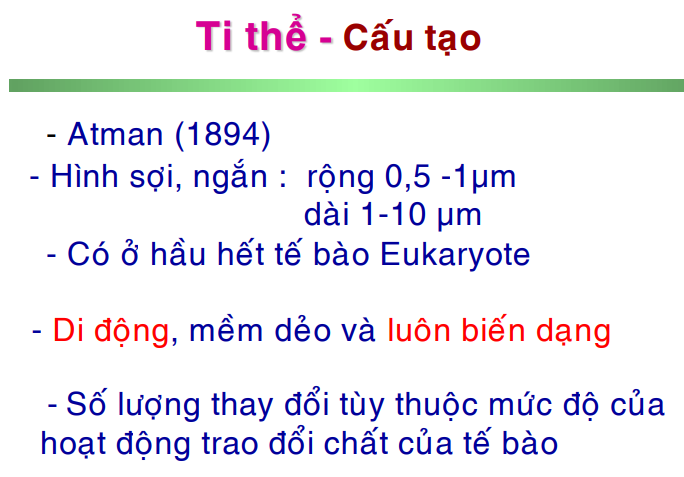 Ti thể - Cấu tạo
- Atman (1894)
- Hình sợi, ngắn : rộng 0,5 -1µm
dài 1-10 µm
- Có ở hầu hết tế bào Eukaryote
- Di động, mềm dẻo và luôn biến dạng
- Số lượng thay đổi tùy thuộc mức độ của
hoạt động trao đổi chất của tế bào